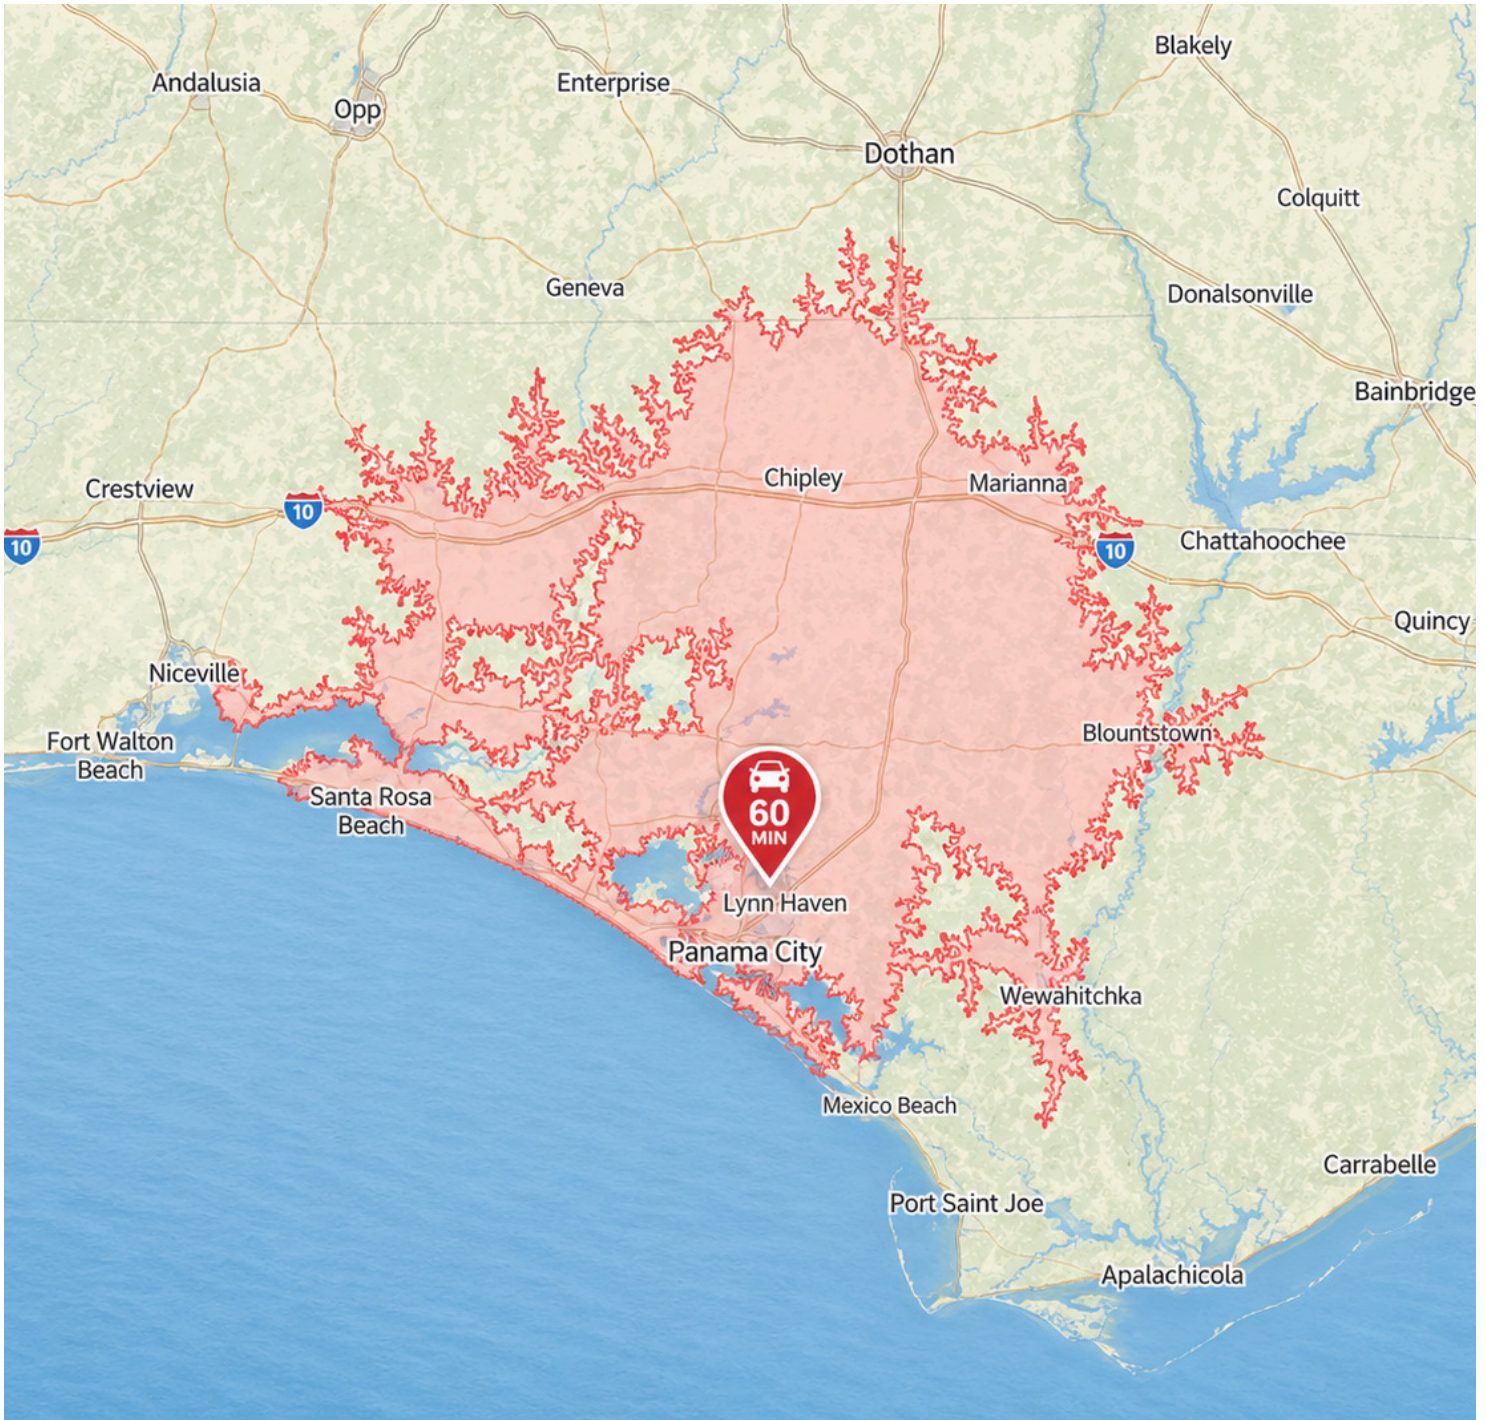 Blakely
Andalusia
Enterprise
Opp
Dothan
Colquitt
Geneva
Donalsonville
Bainbridge
Chipley
Marianna
Crestview
10
10
Chattahoochee
10
Quincy
Niceville
Blountstown
Fort Walton
Beach
60
MIN
Santa Rosa
Beach
Lynn Haven
Panama City
Wewahitchka
Mexico Beach
Carrabelle
Port Saint Joe
Apalachicola